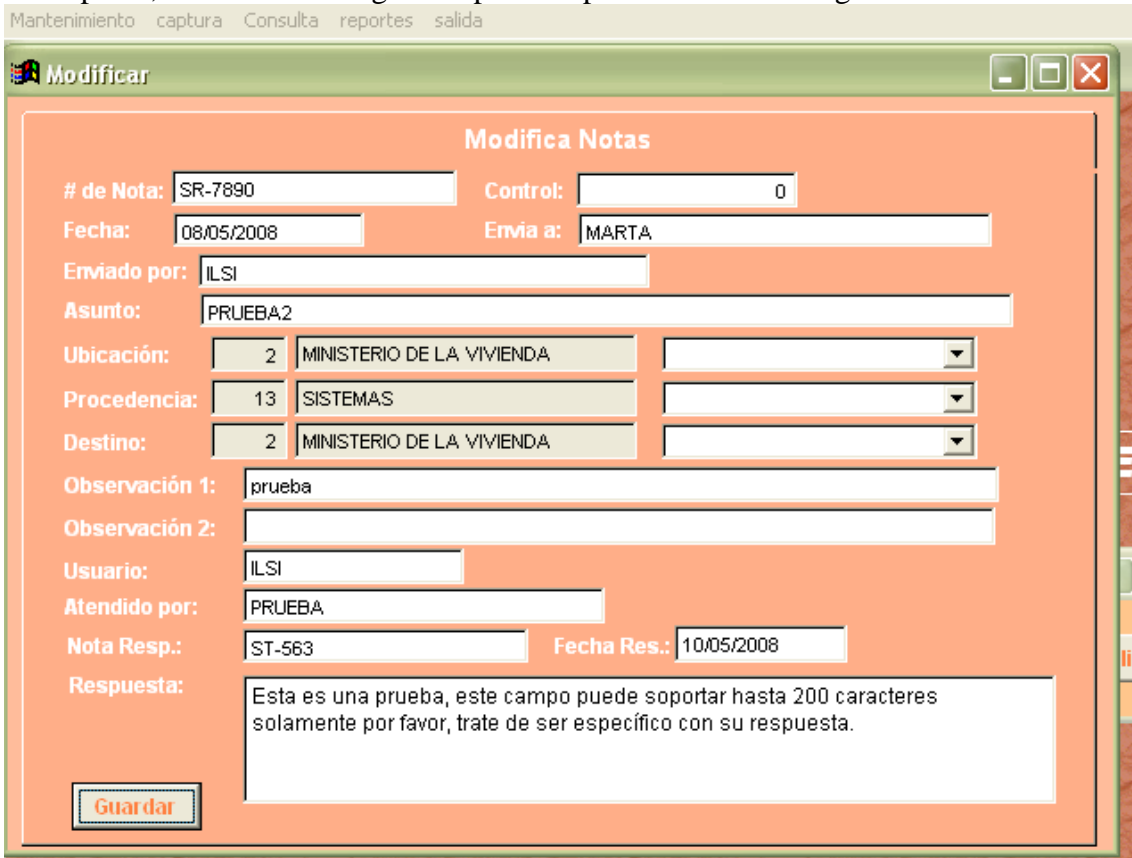 Mantenimiento captura Consulta reportes salida
Modificar
Modifica Notas
# de Nota: SR-7890 Control: 0
Fecha: 08/05/2008 Envia a: MARTA
Enviado por: ILSI
Asunto: PRUEBA2
Ubicación: 2 MINISTERIO DE LA VIVIENDA
Procedencia: 13 SISTEMAS
Destino: 2 MINISTERIO DE LA VIVIENDA
Observación 1: prueba
Observación 2:
Usuario: ILSI
Atendido por: PRUEBA
Nota Resp.: ST-563 Fecha Res.: 10/05/2008
Respuesta: Esta es una prueba, este campo puede soportar hasta 200 caracteres
solamente por favor, trate de ser específico con su respuesta.
Guardar